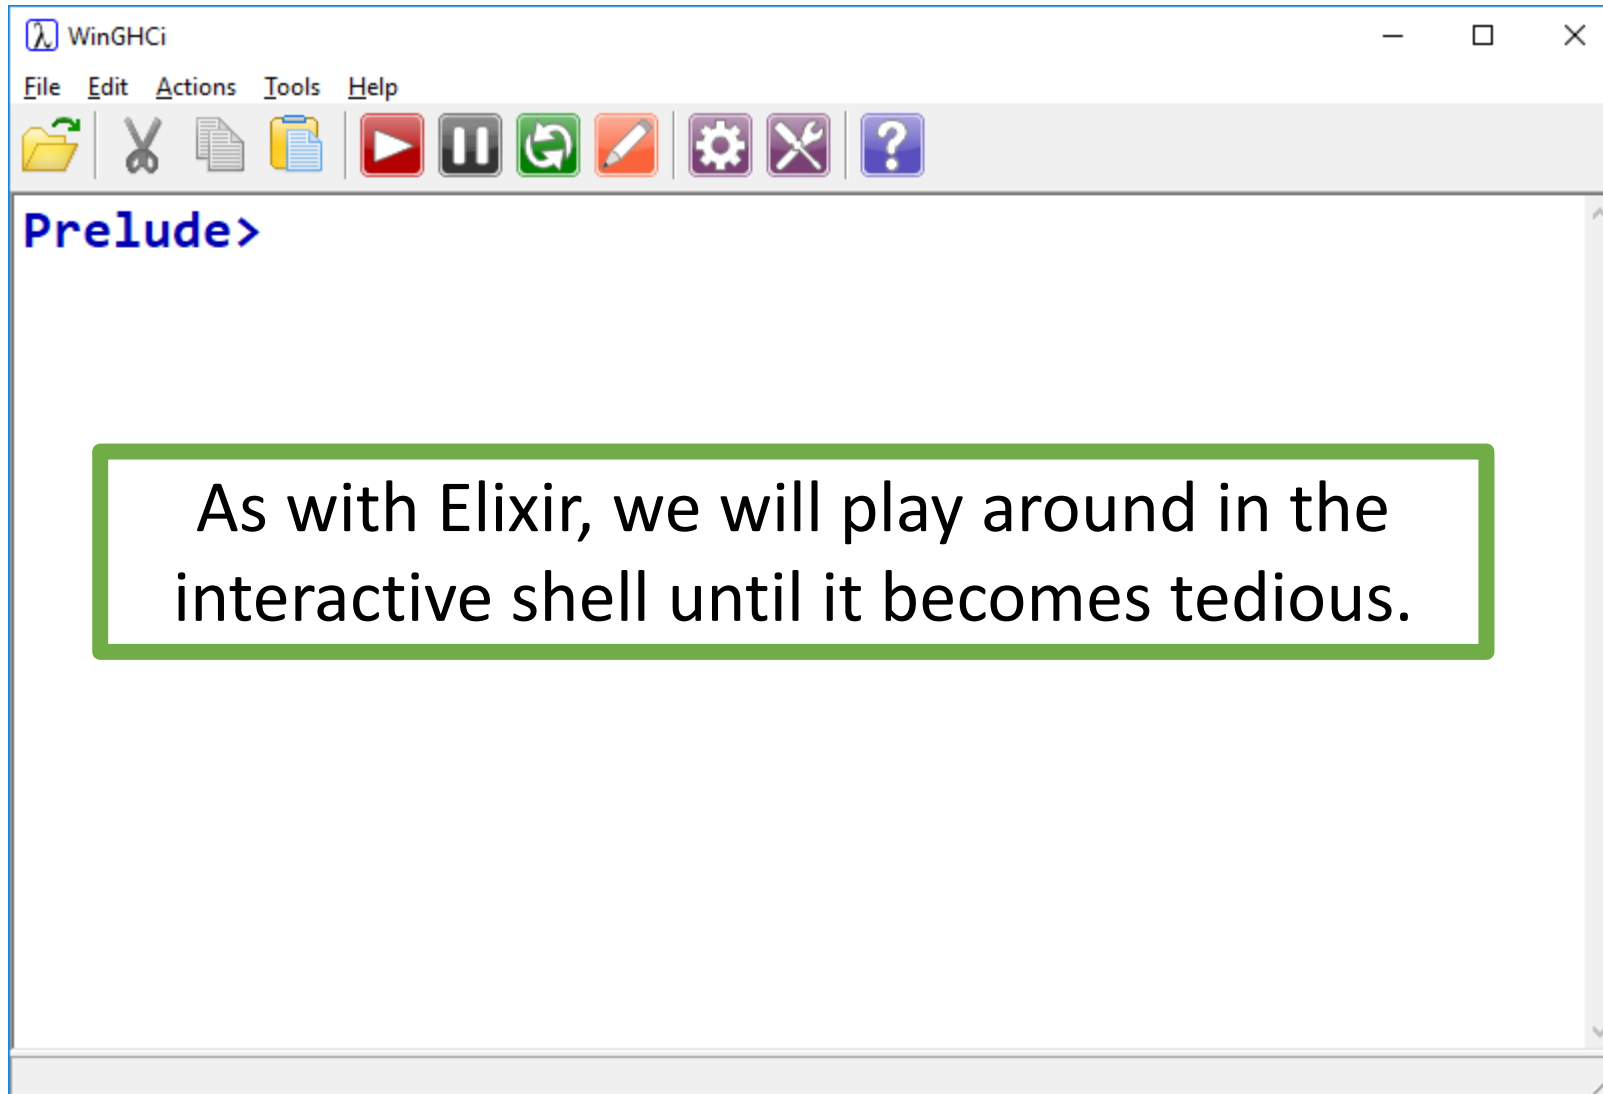 WinGHCi
File Edit Actions Tools Help
Prelude>
As with Elixir, we will play around in the
interactive shell until it becomes tedious.